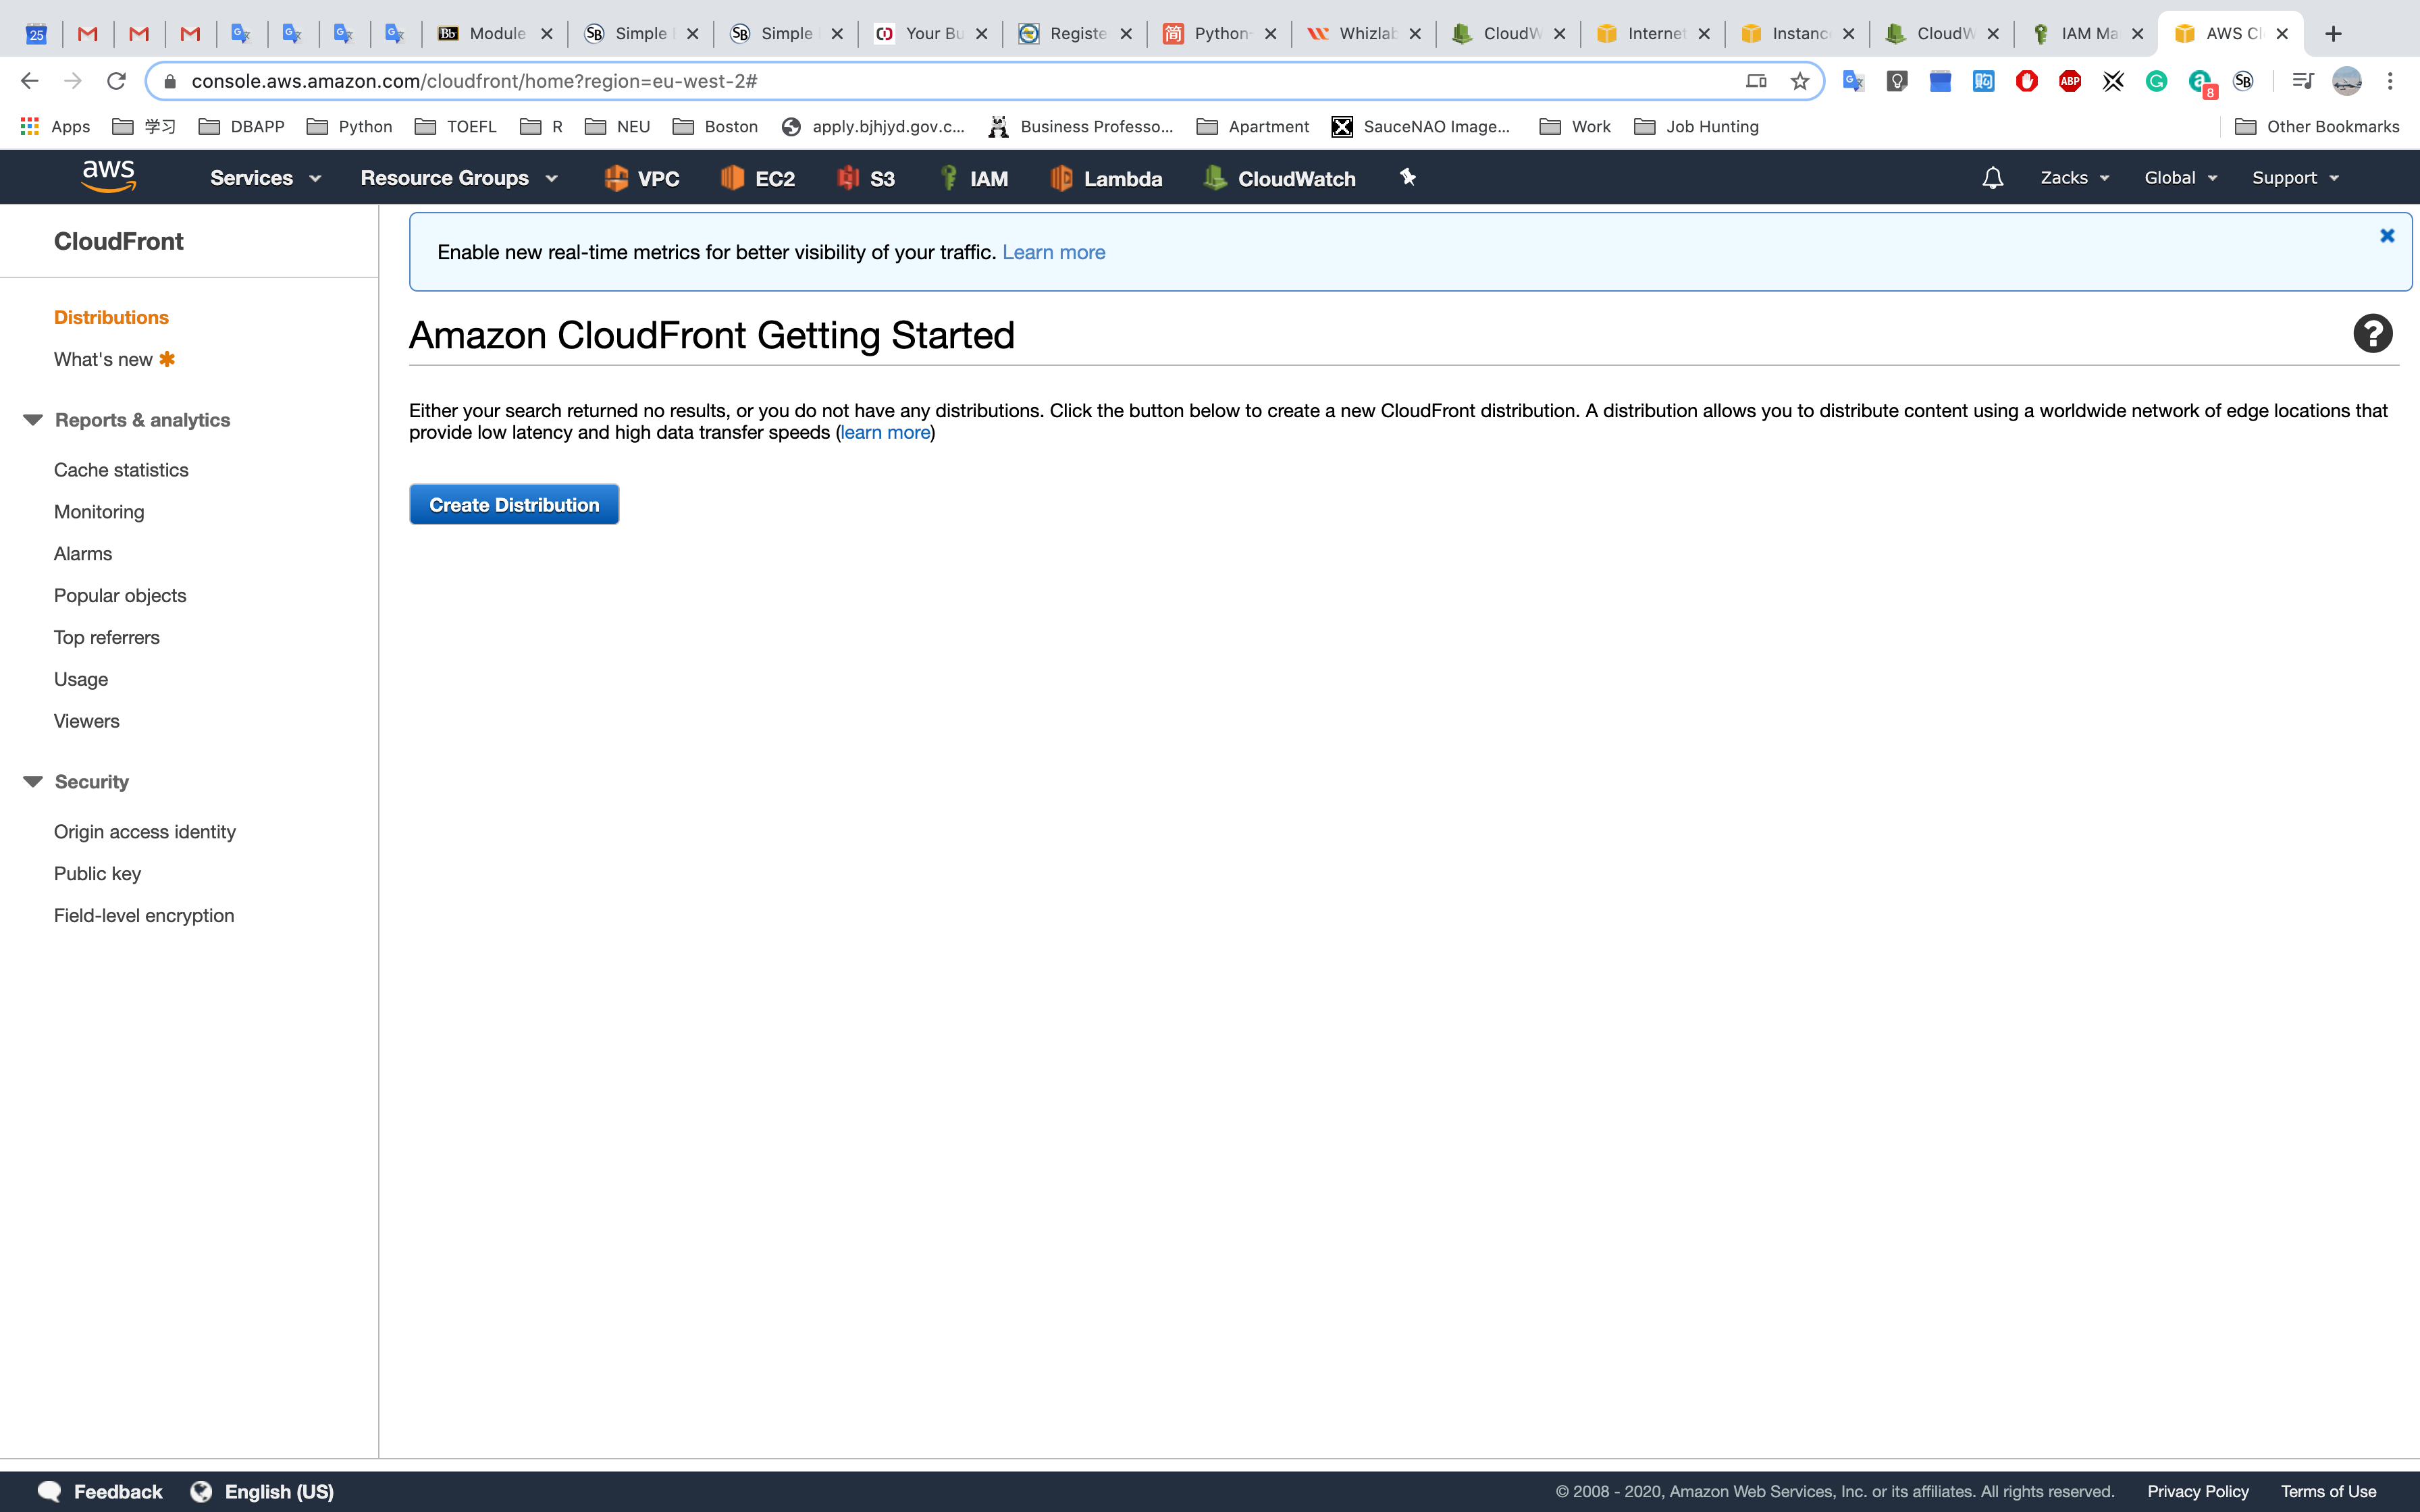 25
Bb Module
SB Simple
SB Simple
Your Bu
Registe
简 Python-
Whizlab
CloudW
Internet
Instanc
CloudW
IAM Ma
AWS Cl
console.aws.amazon.com/cloudfront/home?region=eu-west-2#
ABP
8
SB
Apps
学习
DBAPP
Python
TOEFL
R
NEU
Boston
apply.bjhjyd.gov.c...
Business Professo...
Apartment
SauceNAO Image...
Work
Job Hunting
Other Bookmarks
aws
Services
Resource Groups
VPC
EC2
S3
IAM
Lambda
CloudWatch
Zacks
Global
Support
CloudFront
Distributions
What's new
Reports & analytics
Cache statistics
Monitoring
Alarms
Popular objects
Top referrers
Usage
Viewers
Security
Origin access identity
Public key
Field-level encryption
Enable new real-time metrics for better visibility of your traffic. Learn more
Amazon CloudFront Getting Started
Either your search returned no results, or you do not have any distributions. Click the button below to create a new CloudFront distribution. A distribution allows you to distribute content using a worldwide network of edge locations that
provide low latency and high data transfer speeds (learn more)
Create Distribution
Feedback
English (US)
© 2008 - 2020, Amazon Web Services, Inc. or its affiliates. All rights reserved.
Privacy Policy
Terms of Use